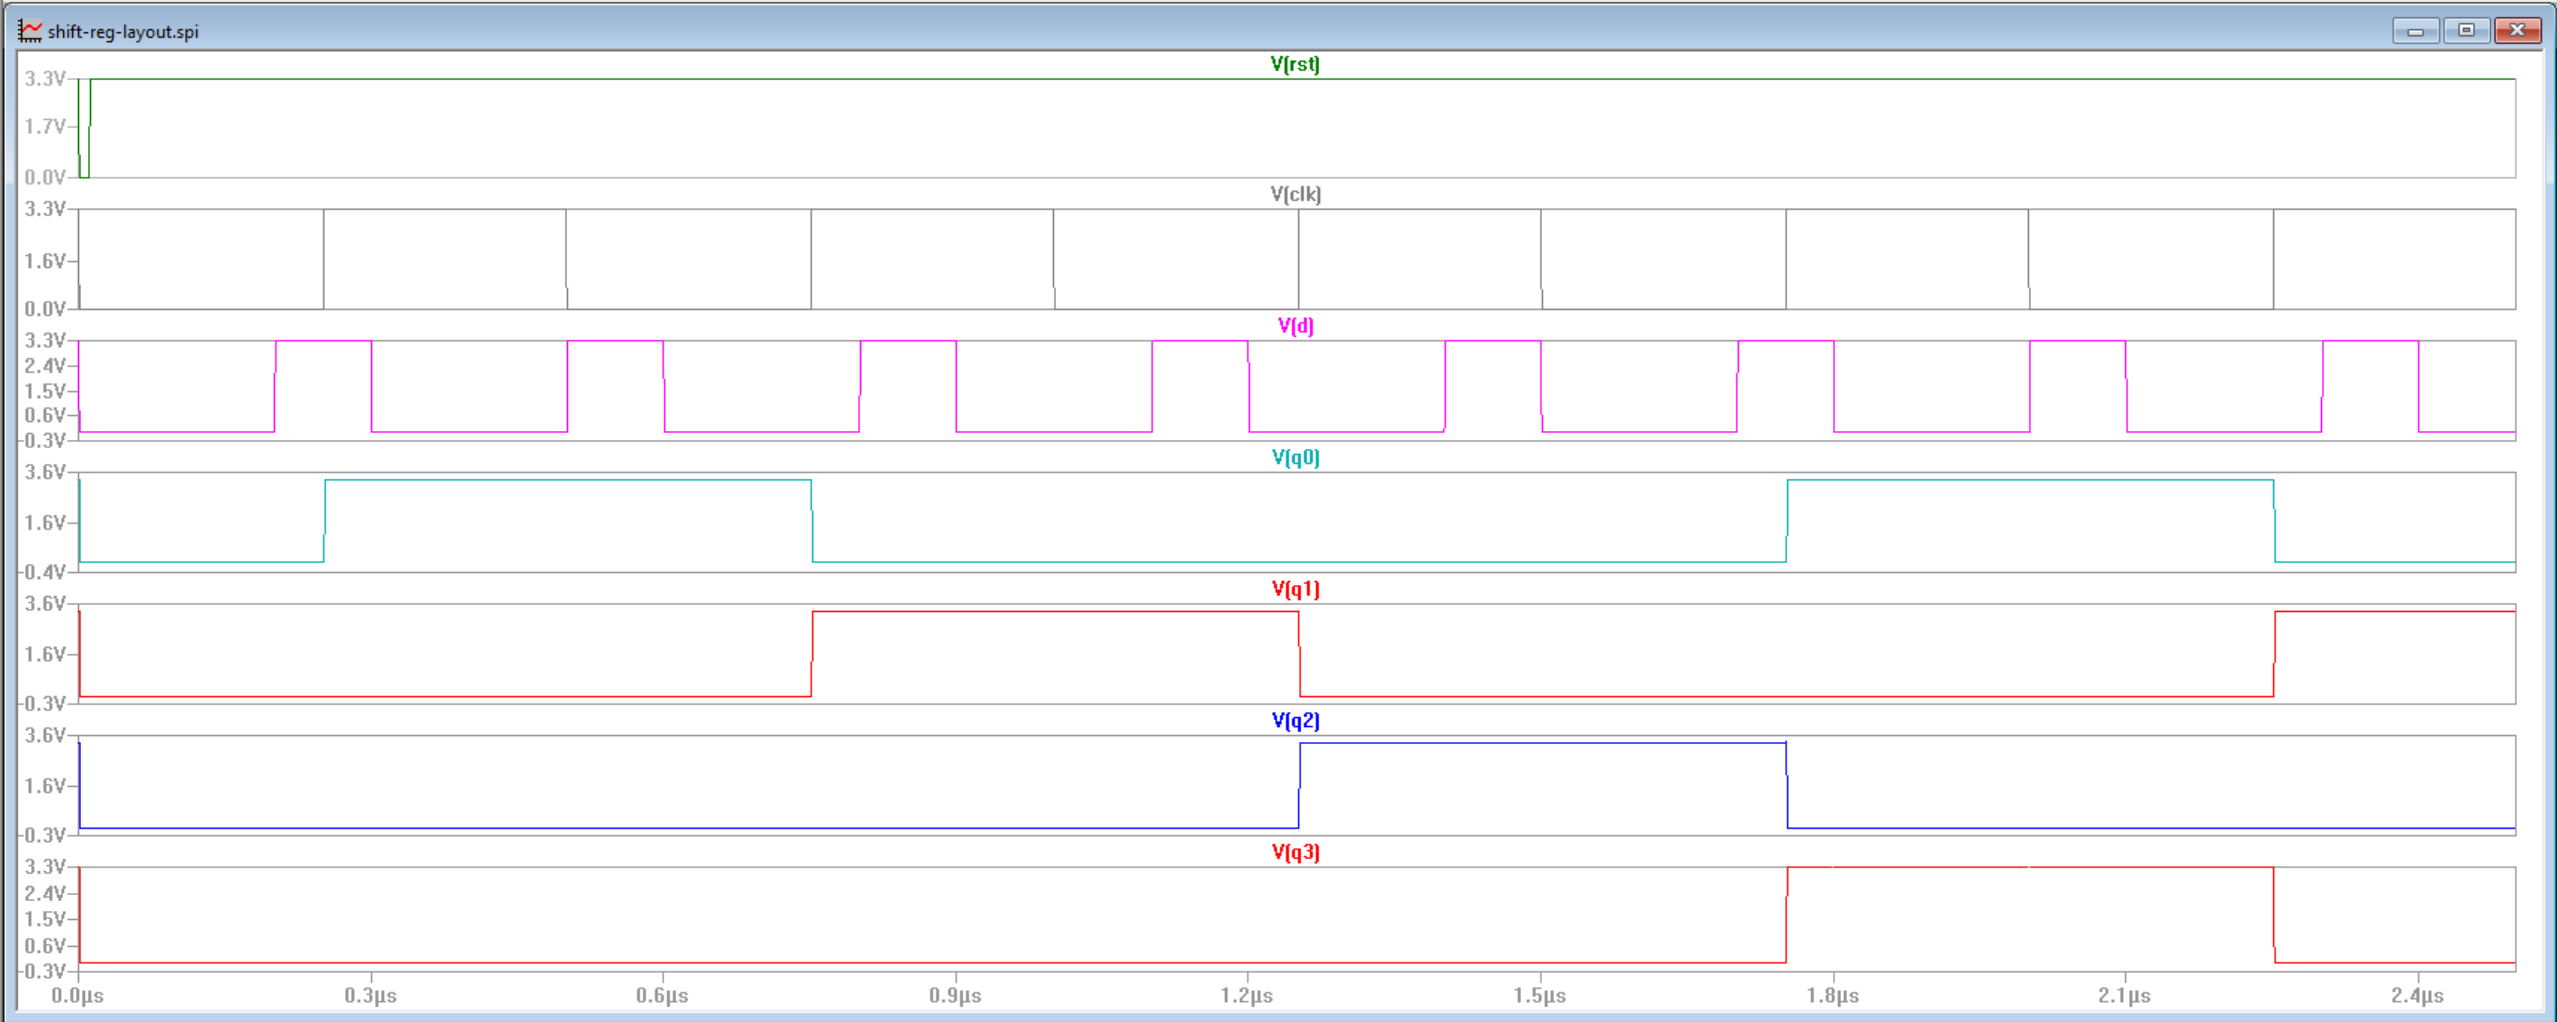 shift-reg-layout.spi
V(rst)
3.3V
1.7V
0.0V
V(clk)
3.3V
1.6V
0.0V
V(d)
3.3V
2.4V
1.5V
0.6V
-0.3V
V(q0)
3.6V
1.6V
-0.4V
V(q1)
3.6V
1.6V
-0.3V
V(q2)
3.6V
1.6V
-0.3V
V(q3)
3.3V
2.4V
1.5V
0.6V
-0.3V
0.0µs 0.3µs 0.6µs 0.9µs 1.2µs 1.5µs 1.8µs 2.1µs 2.4µs